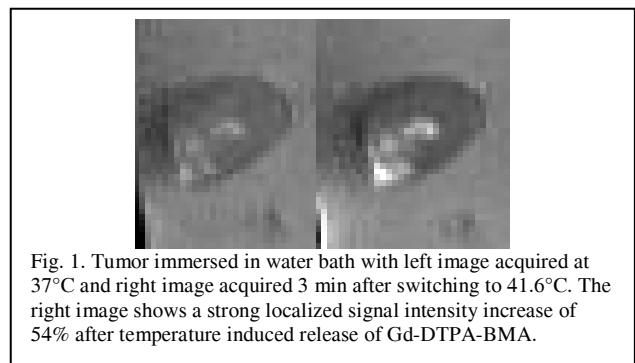 Fig. 1. Tumor immersed in water bath with left image acquired at
37°C and right image acquired 3 min after switching to 41.6°C. The
right image shows a strong localized signal intensity increase of
54% after temperature induced release of Gd-DTPA-BMA.